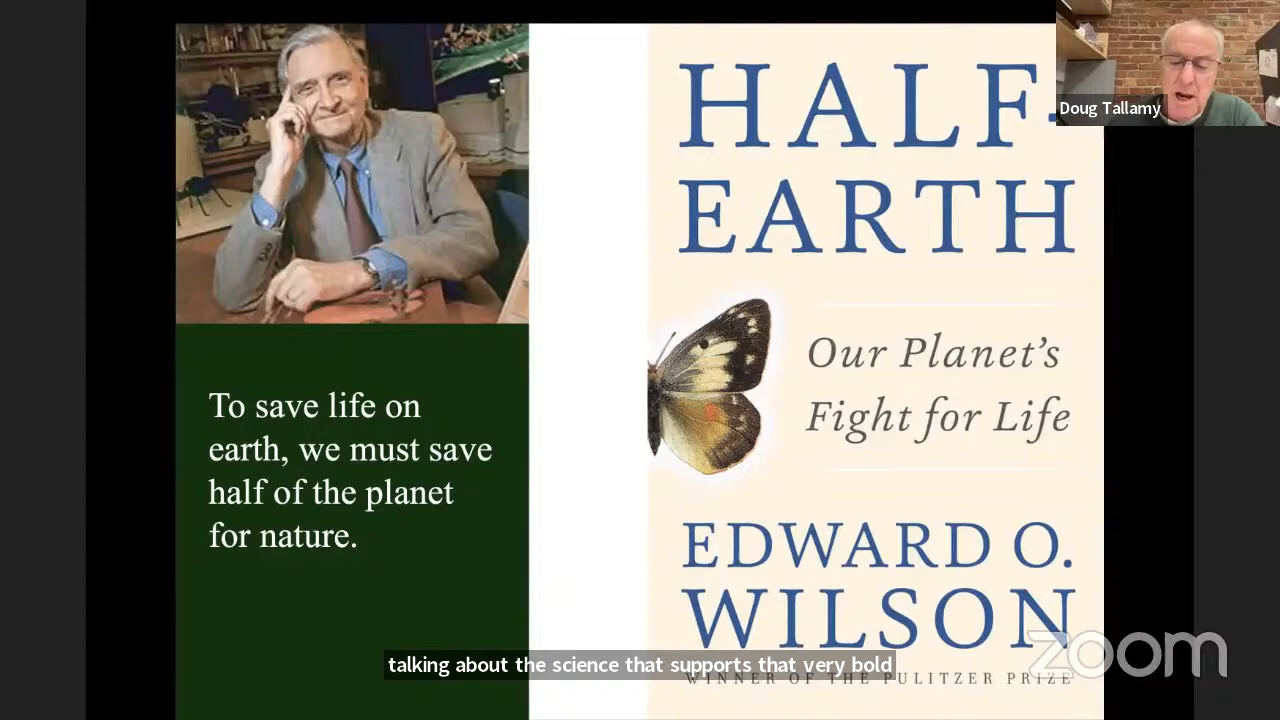 HALF-
EARTH
Our Planet's
Fight for Life
EDWARD O.
WILSON
WINNER OF THE PULITZER PRIZE
To save life on
earth, we must save
half of the planet
for nature.
Doug Tallamy
talking about the science that supports that very bold
zoom